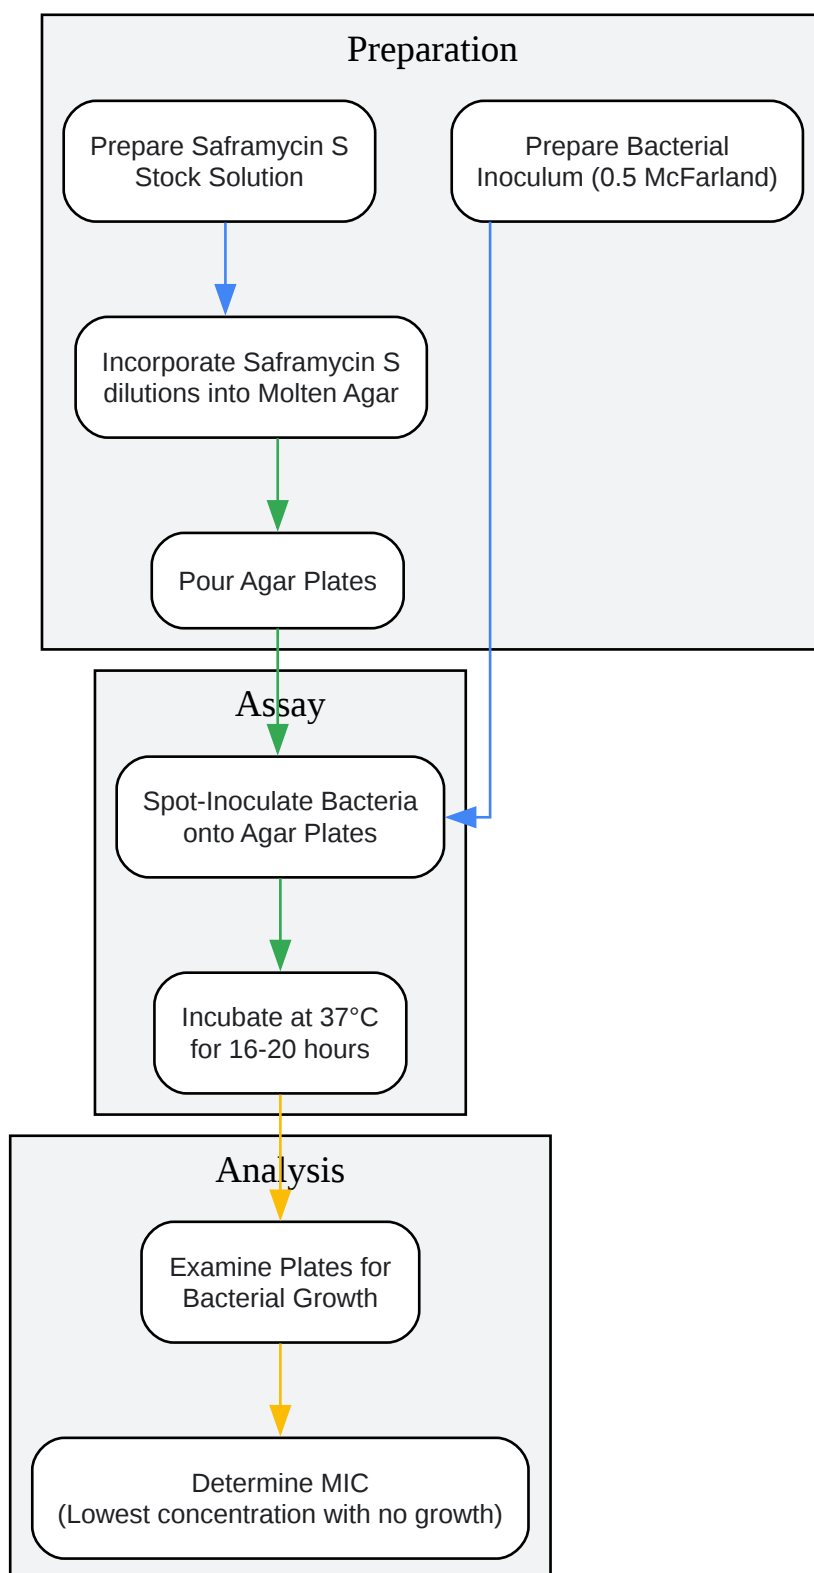 Preparation
Prepare Saframycin S
Stock Solution
Prepare Bacterial
Inoculum (0.5 McFarland)
Incorporate Saframycin S
dilutions into Molten Agar
Pour Agar Plates
Assay
Spot-Inoculate Bacteria
onto Agar Plates
Incubate at 37°C
for 16-20 hours
Analysis
Examine Plates for
Bacterial Growth
Determine MIC
(Lowest concentration with no growth)